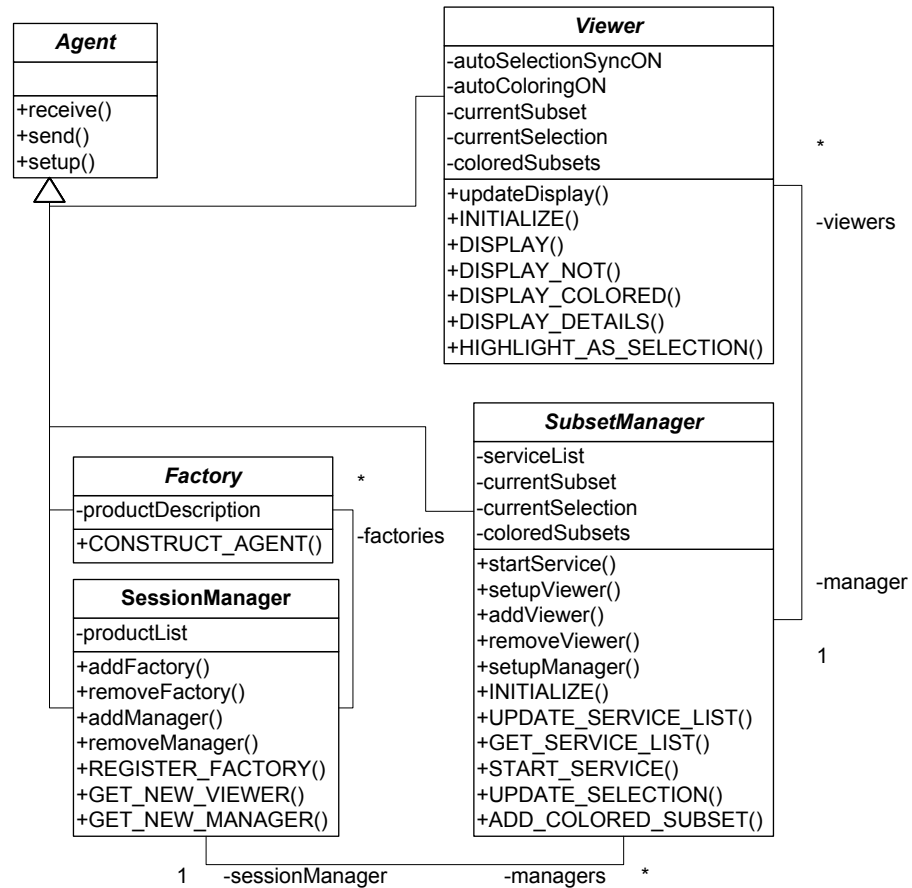 Agent
+receive()
+send()
+setup()
Viewer
-autoSelectionSyncON
-autoColoringON
-currentSubset
-currentSelection
-coloredSubsets
+updateDisplay()
+INITIALIZE()
+DISPLAY()
+DISPLAY_NOT()
+DISPLAY_COLORED()
+DISPLAY_DETAILS()
+HIGHLIGHT_AS_SELECTION()
*
-viewers
Factory
-productDescription
+CONSTRUCT_AGENT()
*
-factories
SessionManager
-productList
+addFactory()
+removeFactory()
+addManager()
+removeManager()
+REGISTER_FACTORY()
+GET_NEW_VIEWER()
+GET_NEW_MANAGER()
SubsetManager
-serviceList
-currentSubset
-currentSelection
-coloredSubsets
+startService()
+setupViewer()
+addViewer()
+removeViewer()
+setupManager()
+INITIALIZE()
+UPDATE_SERVICE_LIST()
+GET_SERVICE_LIST()
+START_SERVICE()
+UPDATE_SELECTION()
+ADD_COLORED_SUBSET()
-manager
1
1 -sessionManager -managers *